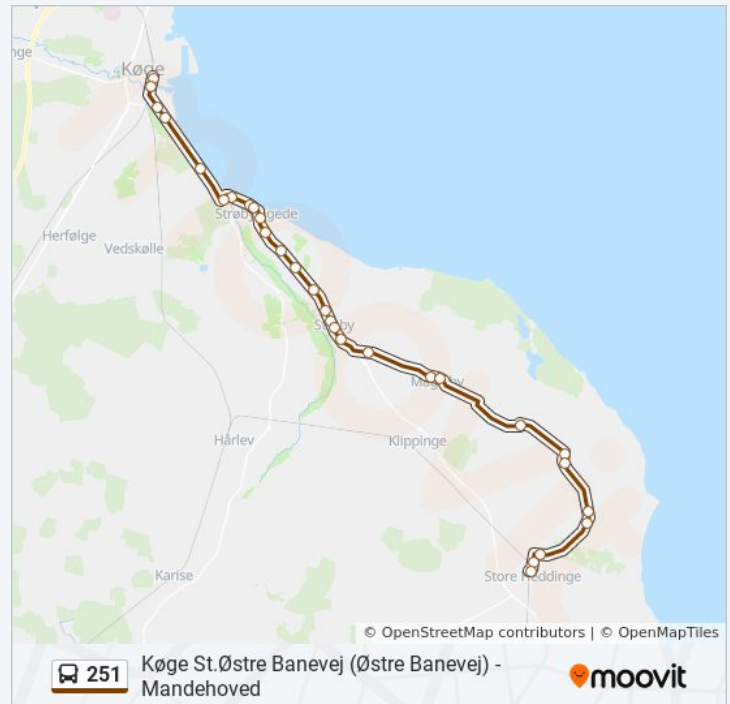 nge
Køge
Herfølge
Vedskølle
Hårlev
Klippinge
Karise
Store Heddinge
© OpenStreetMap contributors | © OpenMapTiles
251
Køge St.Østre Banevej (Østre Banevej) -
Mandehoved
moovit